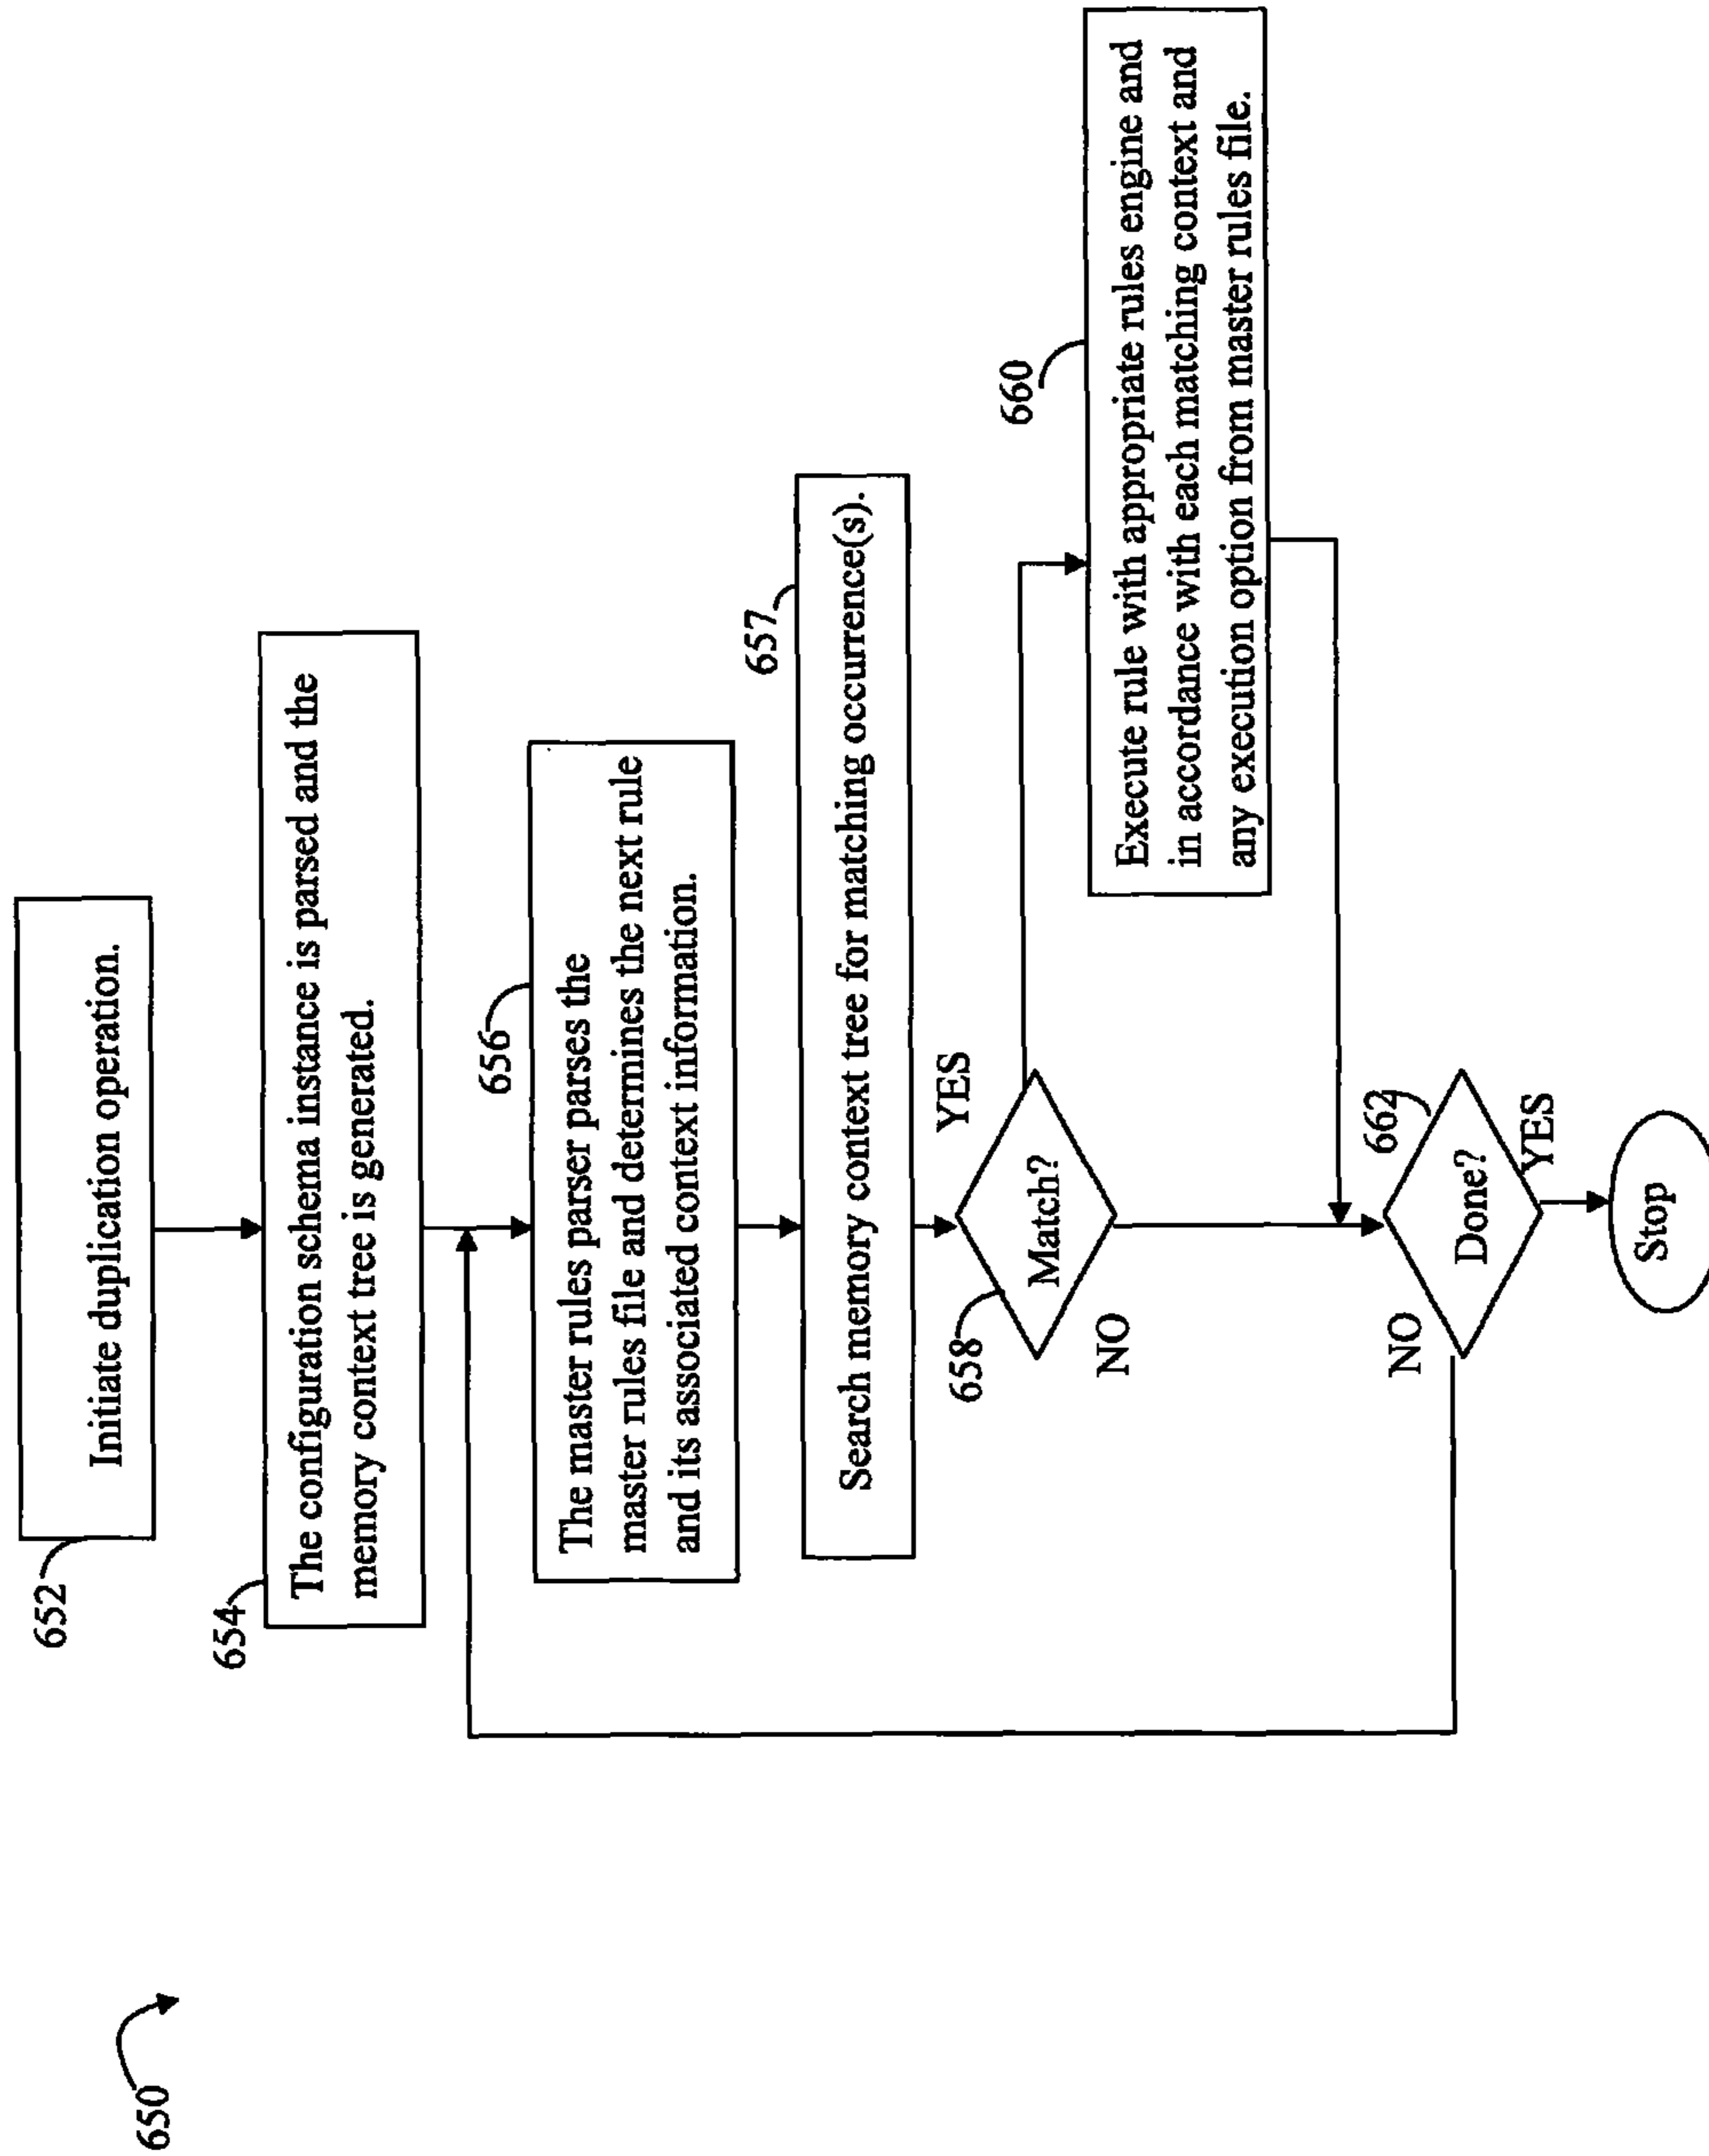 650
652
Initiate duplication operation.
654
The configuration schema instance is parsed and the
memory context tree is generated.
656
The master rules parser parses the
master rules file and determines the next rule
and its associated context information.
657
Search memory context tree for matching occurrence(s).
658
Match?
YES
NO
660
Execute rule with appropriate rules engine and
in accordance with each matching context and
any execution option from master rules file.
662
Done?
NO
YES
Stop